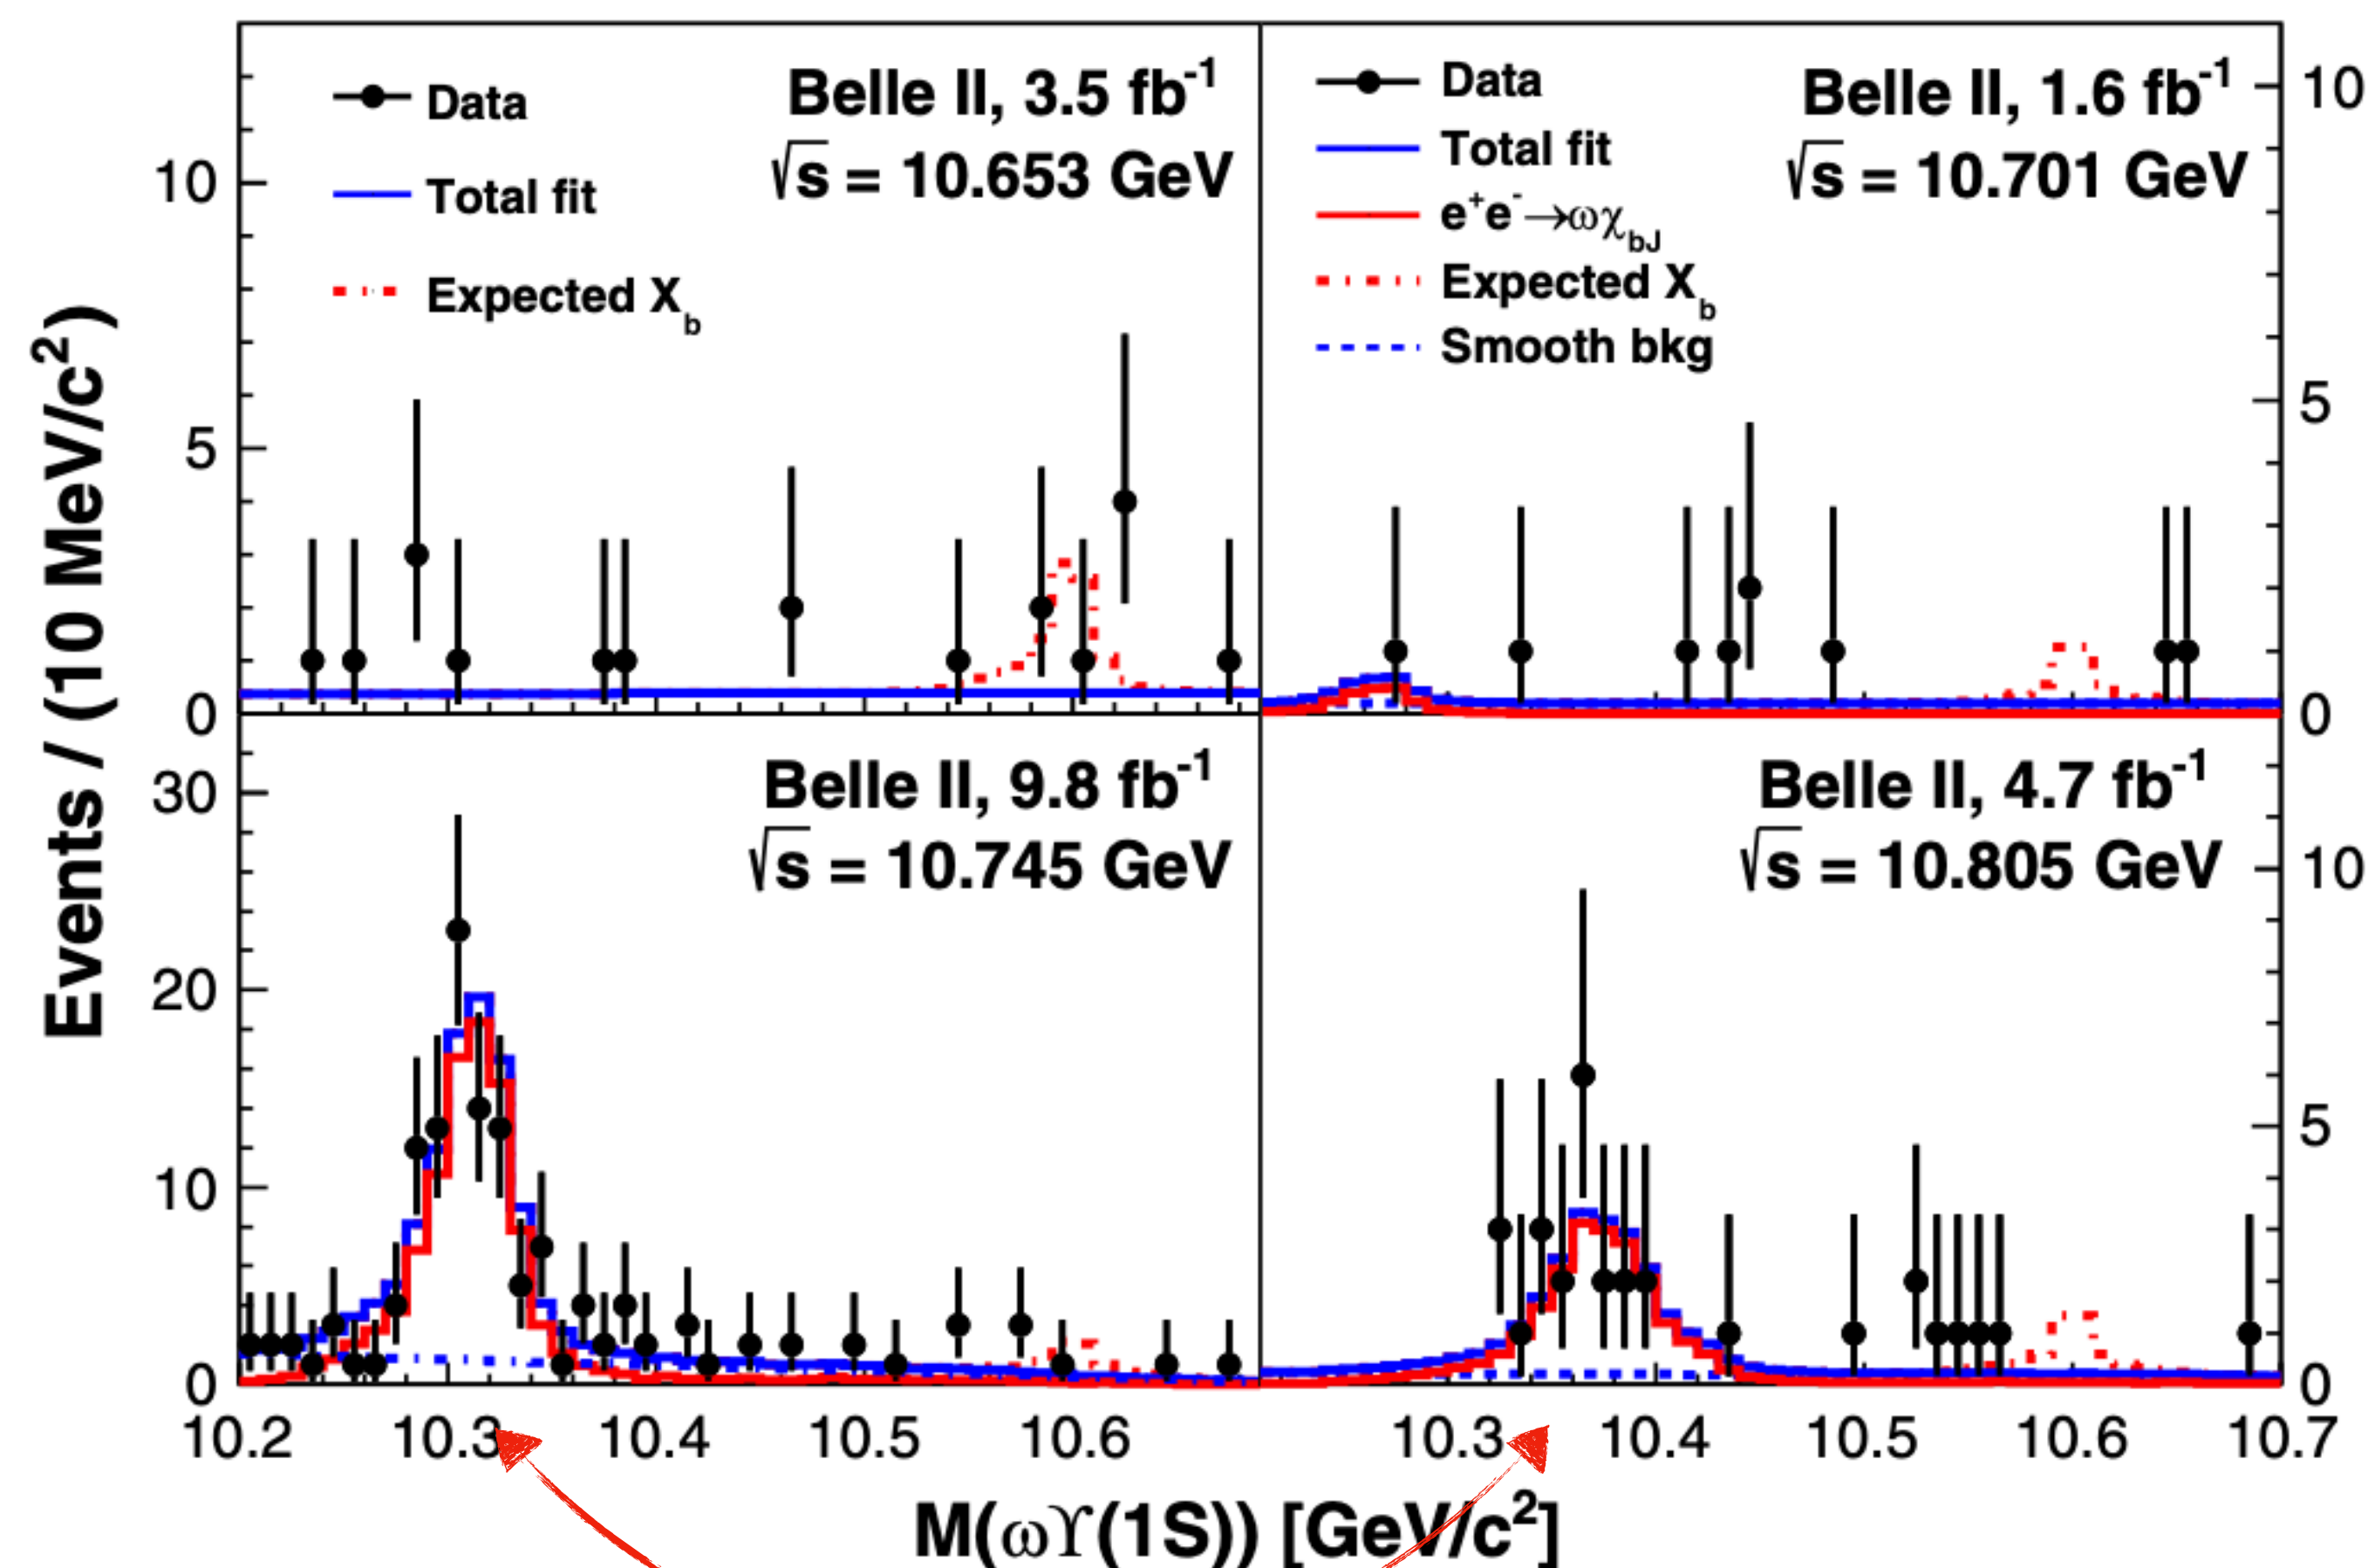 Events / (10 MeV/c²)
Data
Total fit
Expected X_b
Belle II, 3.5 fb⁻¹
√s = 10.653 GeV
10
5
0
Data
Total fit
e⁺e⁻→ωχ_bJ
Expected X_b
Smooth bkg
Belle II, 1.6 fb⁻¹
√s = 10.701 GeV
10
5
0
Belle II, 9.8 fb⁻¹
√s = 10.745 GeV
30
20
10
0
Belle II, 4.7 fb⁻¹
√s = 10.805 GeV
10
5
0
10.2 10.3 10.4 10.5 10.6 10.3 10.4 10.5 10.6 10.7
M(ωϒ(1S)) [GeV/c²]